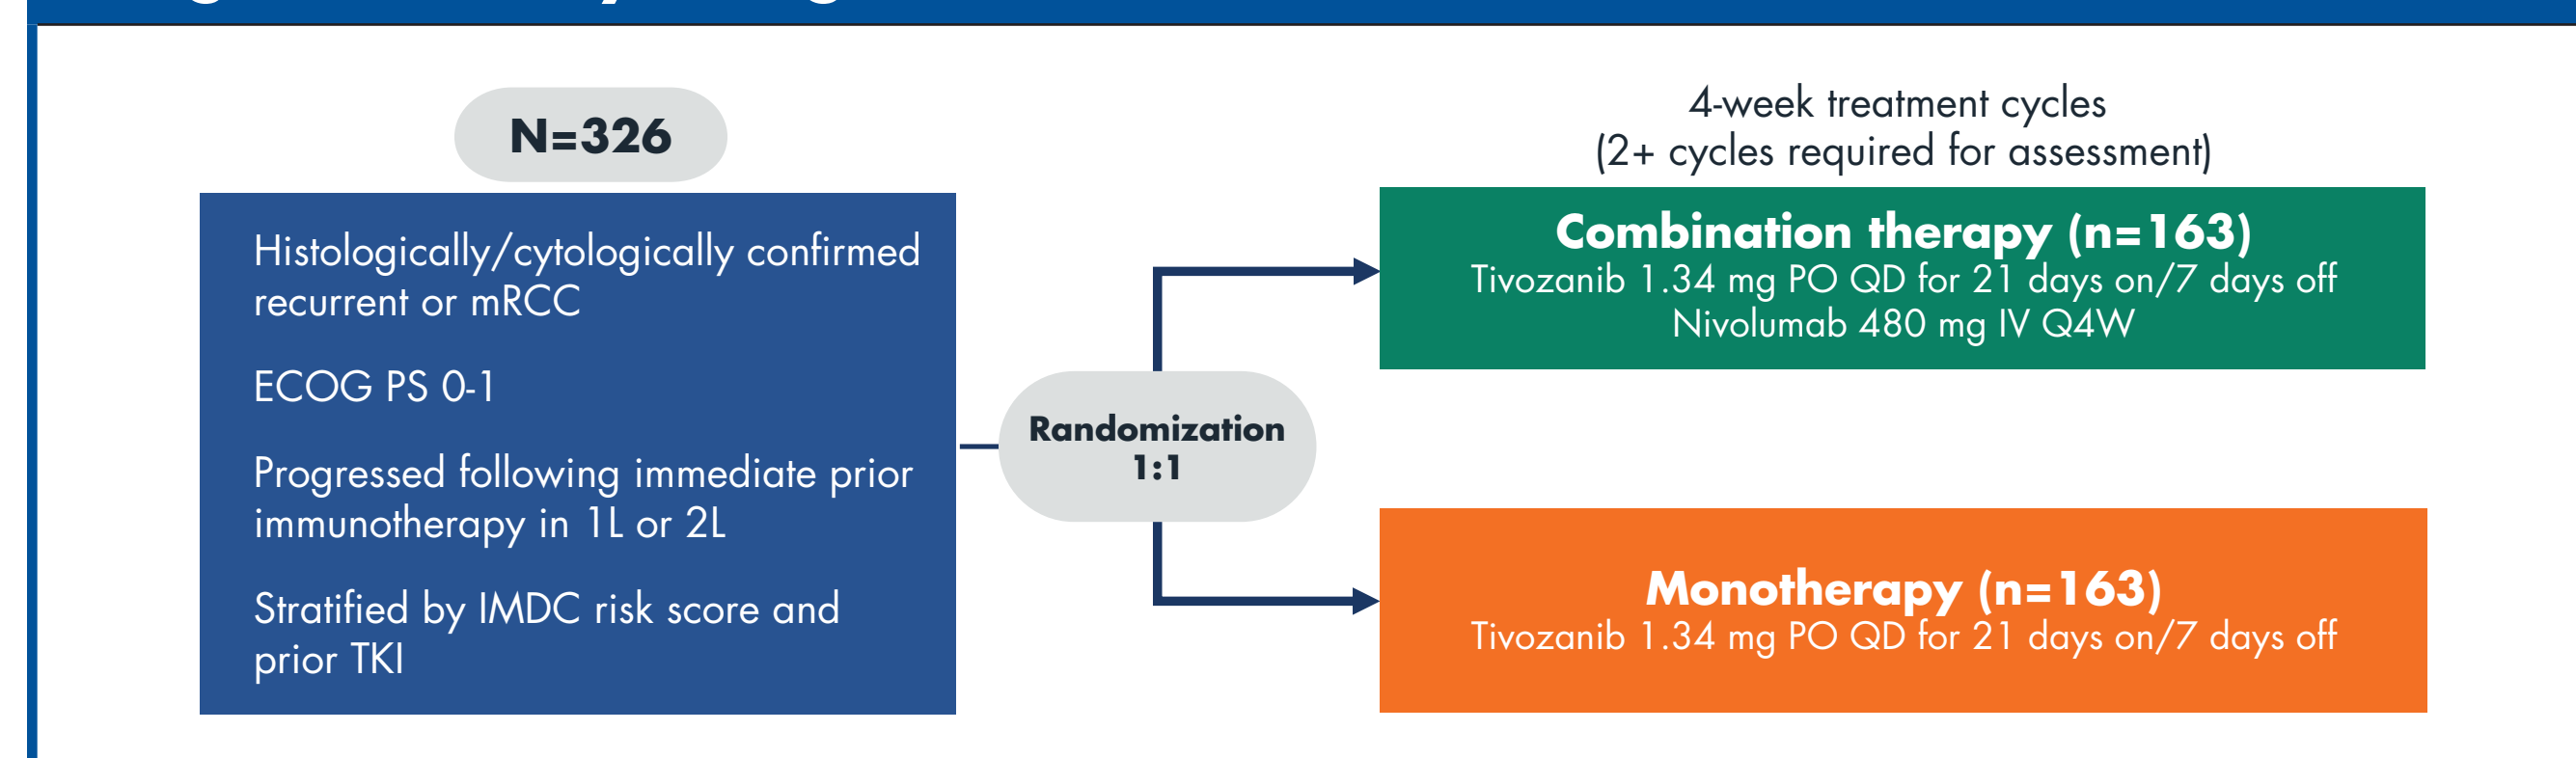 N=326
Histologically/cytologically confirmed
recurrent or mRCC
ECOG PS 0-1
Progressed following immediate prior
immunotherapy in 1L or 2L
Stratified by IMDC risk score and
prior TKI
Randomization
1:1
4-week treatment cycles
(2+ cycles required for assessment)
Combination therapy (n=163)
Tivozanib 1.34 mg PO QD for 21 days on/7 days off
Nivolumab 480 mg IV Q4W
Monotherapy (n=163)
Tivozanib 1.34 mg PO QD for 21 days on/7 days off